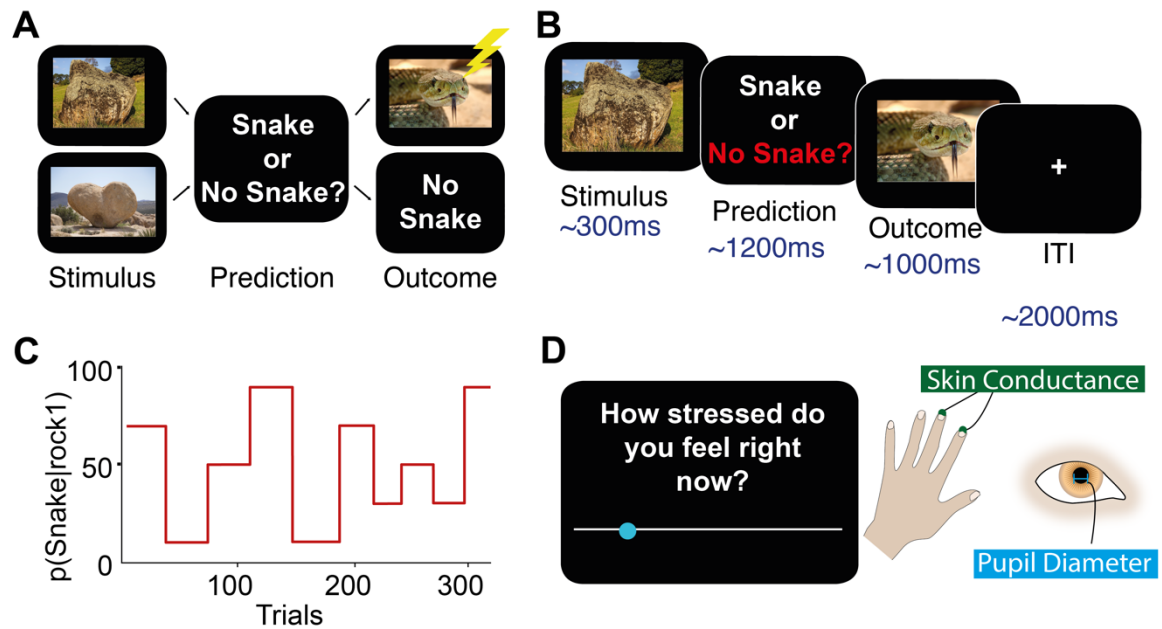 A
Snake
or
No Snake?
No
Snake
Stimulus
Prediction
Outcome
B
Snake
or
No Snake?
Stimulus
~300ms
Prediction
~1200ms
Outcome
~1000ms
+
ITI
~2000ms
C
p(Snake|rock1)
100
50
0
100
200
300
Trials
D
How stressed do
you feel right
now?
Skin Conductance
Pupil Diameter